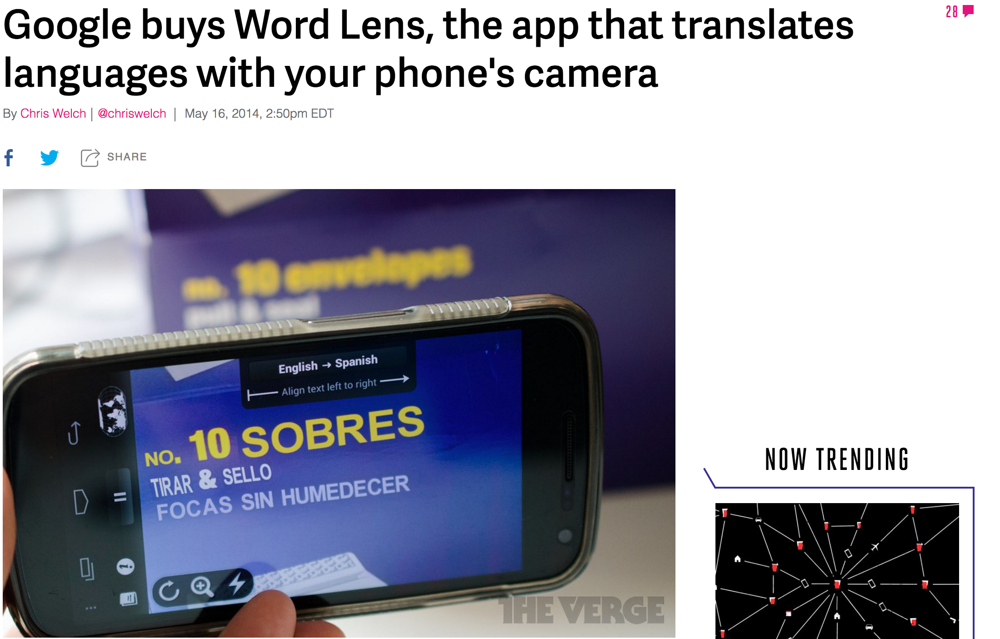 Google buys Word Lens, the app that translates
languages with your phone's camera
28
By Chris Welch | @chriswelch | May 16, 2014, 2:50pm EDT
SHARE
no. 10 envelopes
English → Spanish
Align text left to right
NO. 10 SOBRES
TIRAR & SELLO
FOCAS SIN HUMEDECER
THE VERGE
NOW TRENDING